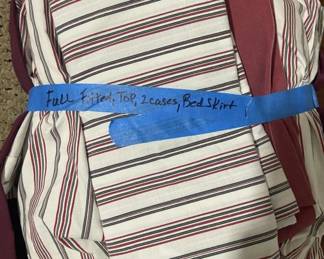 Full Fitted, Top, 2 cases, Bed Skirt